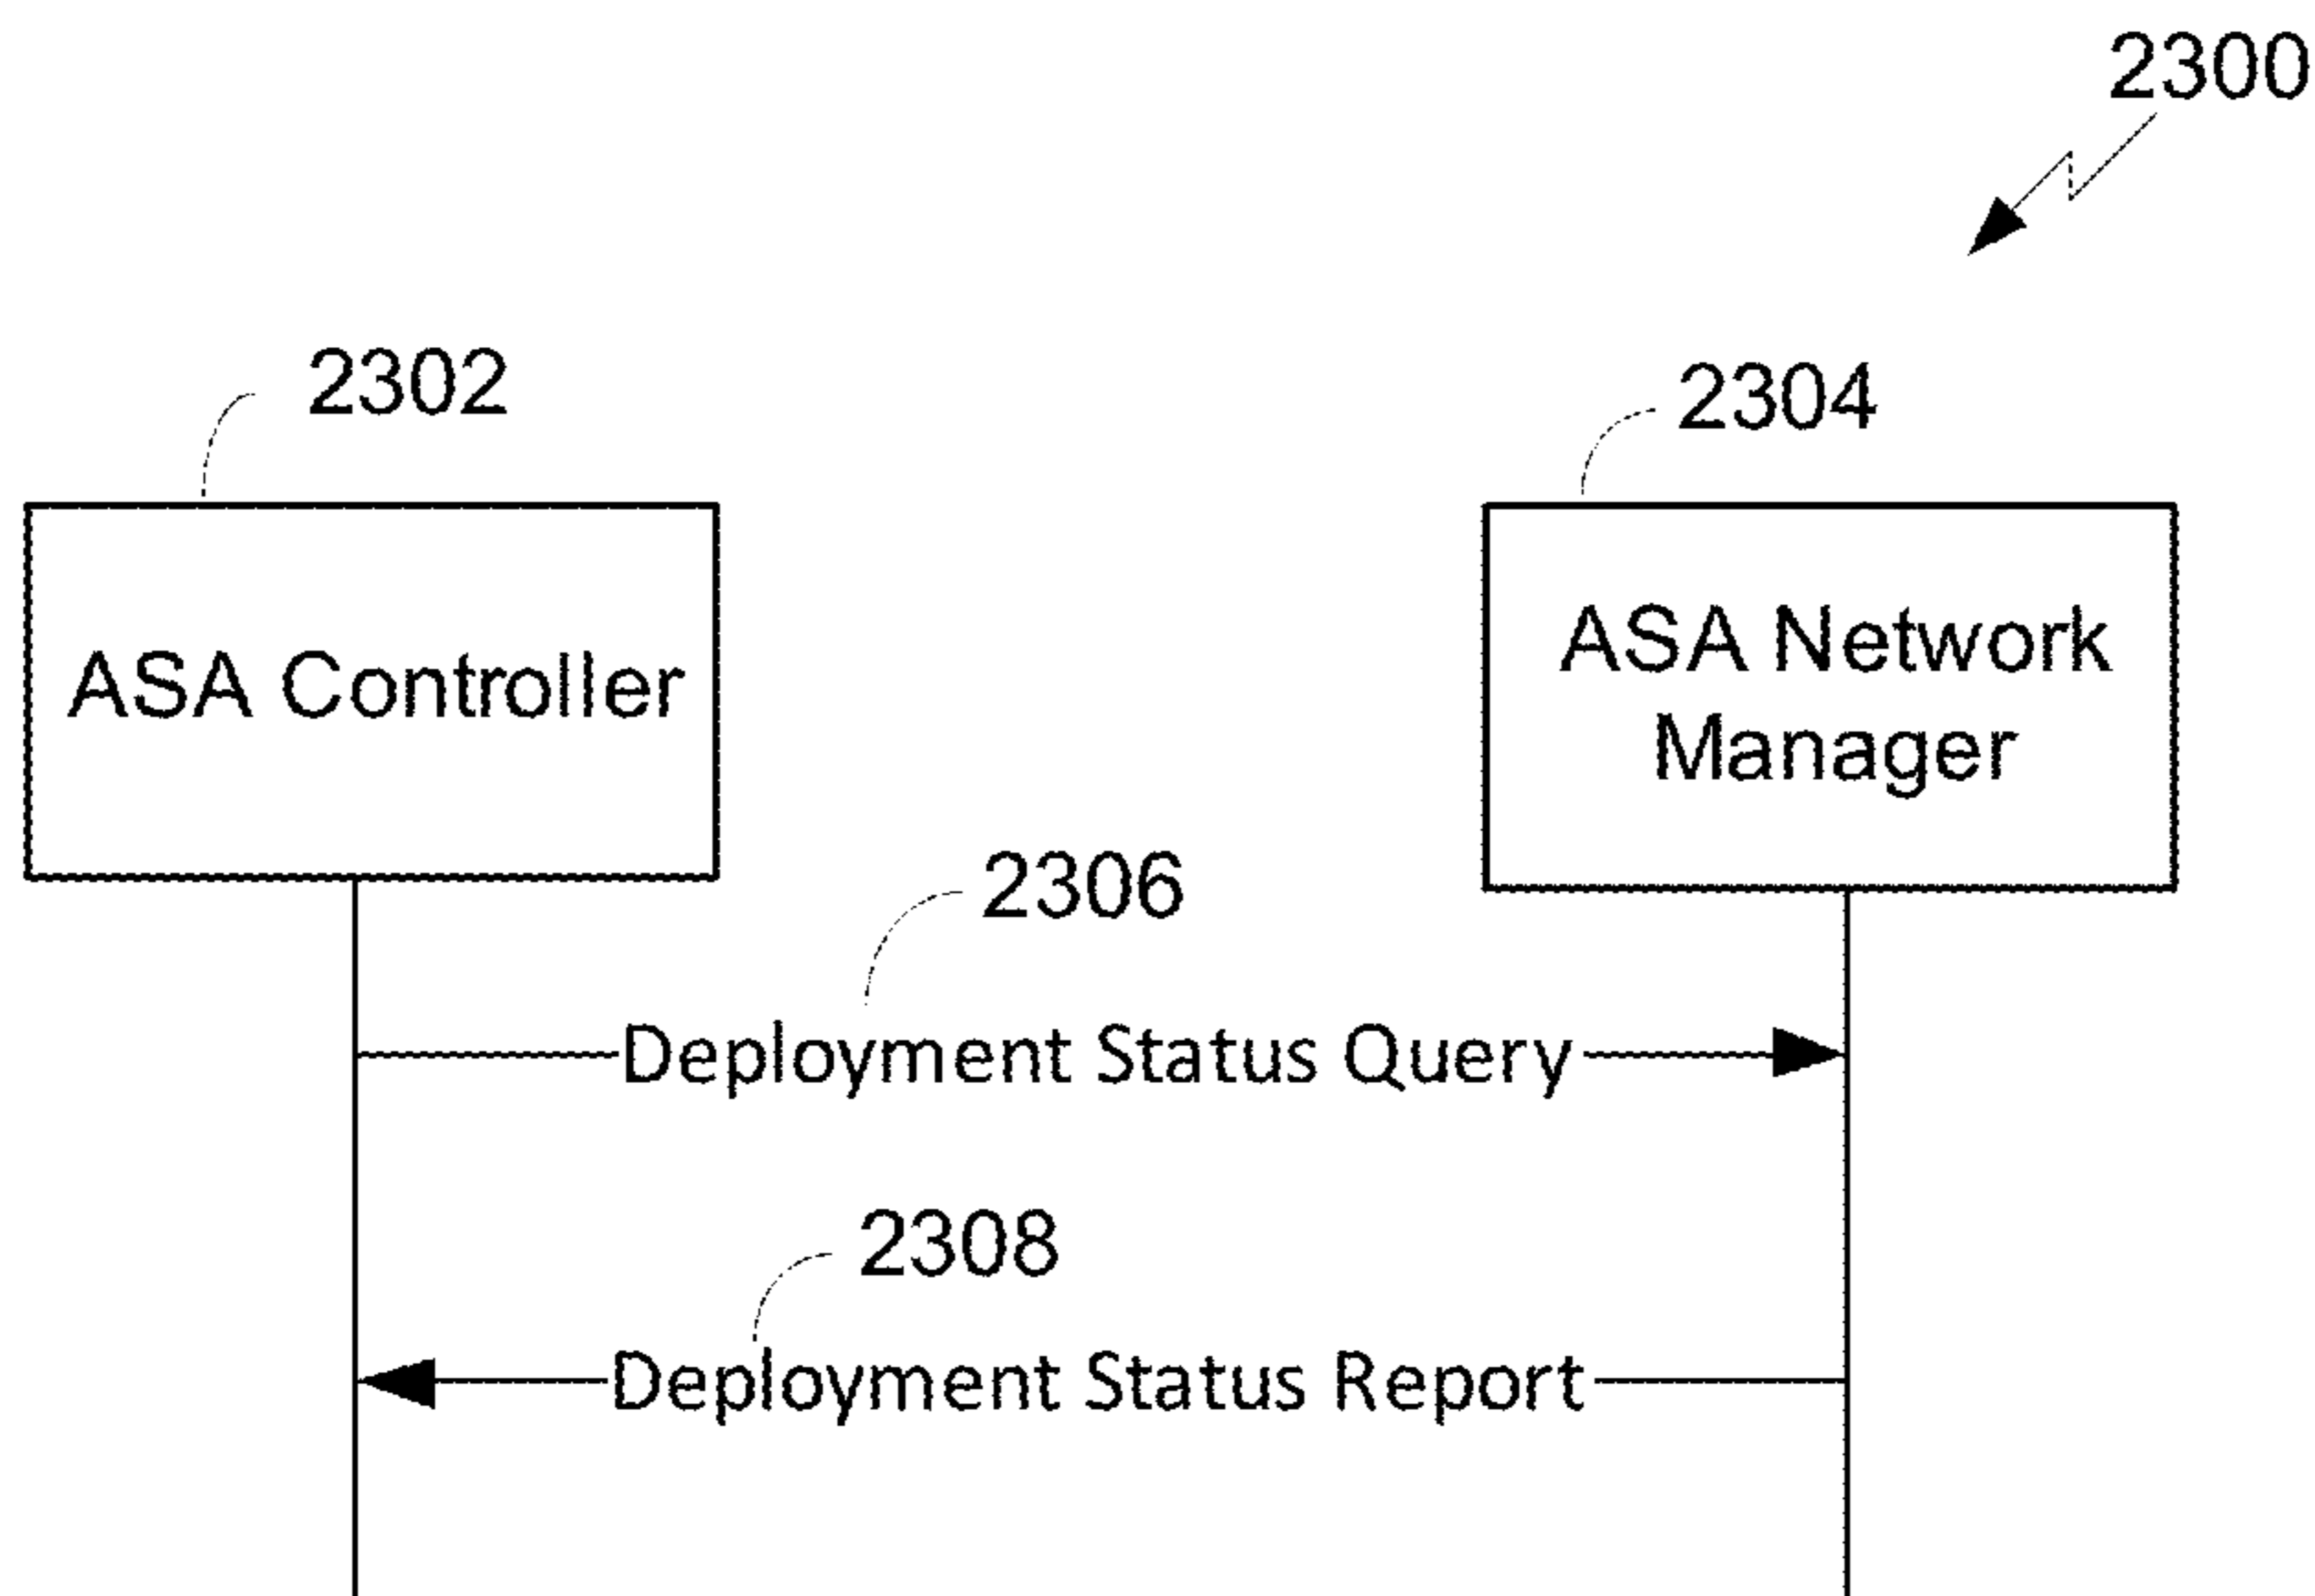 2300
2302
2304
ASA Controller
ASA Network
Manager
2306
Deployment Status Query
2308
Deployment Status Report